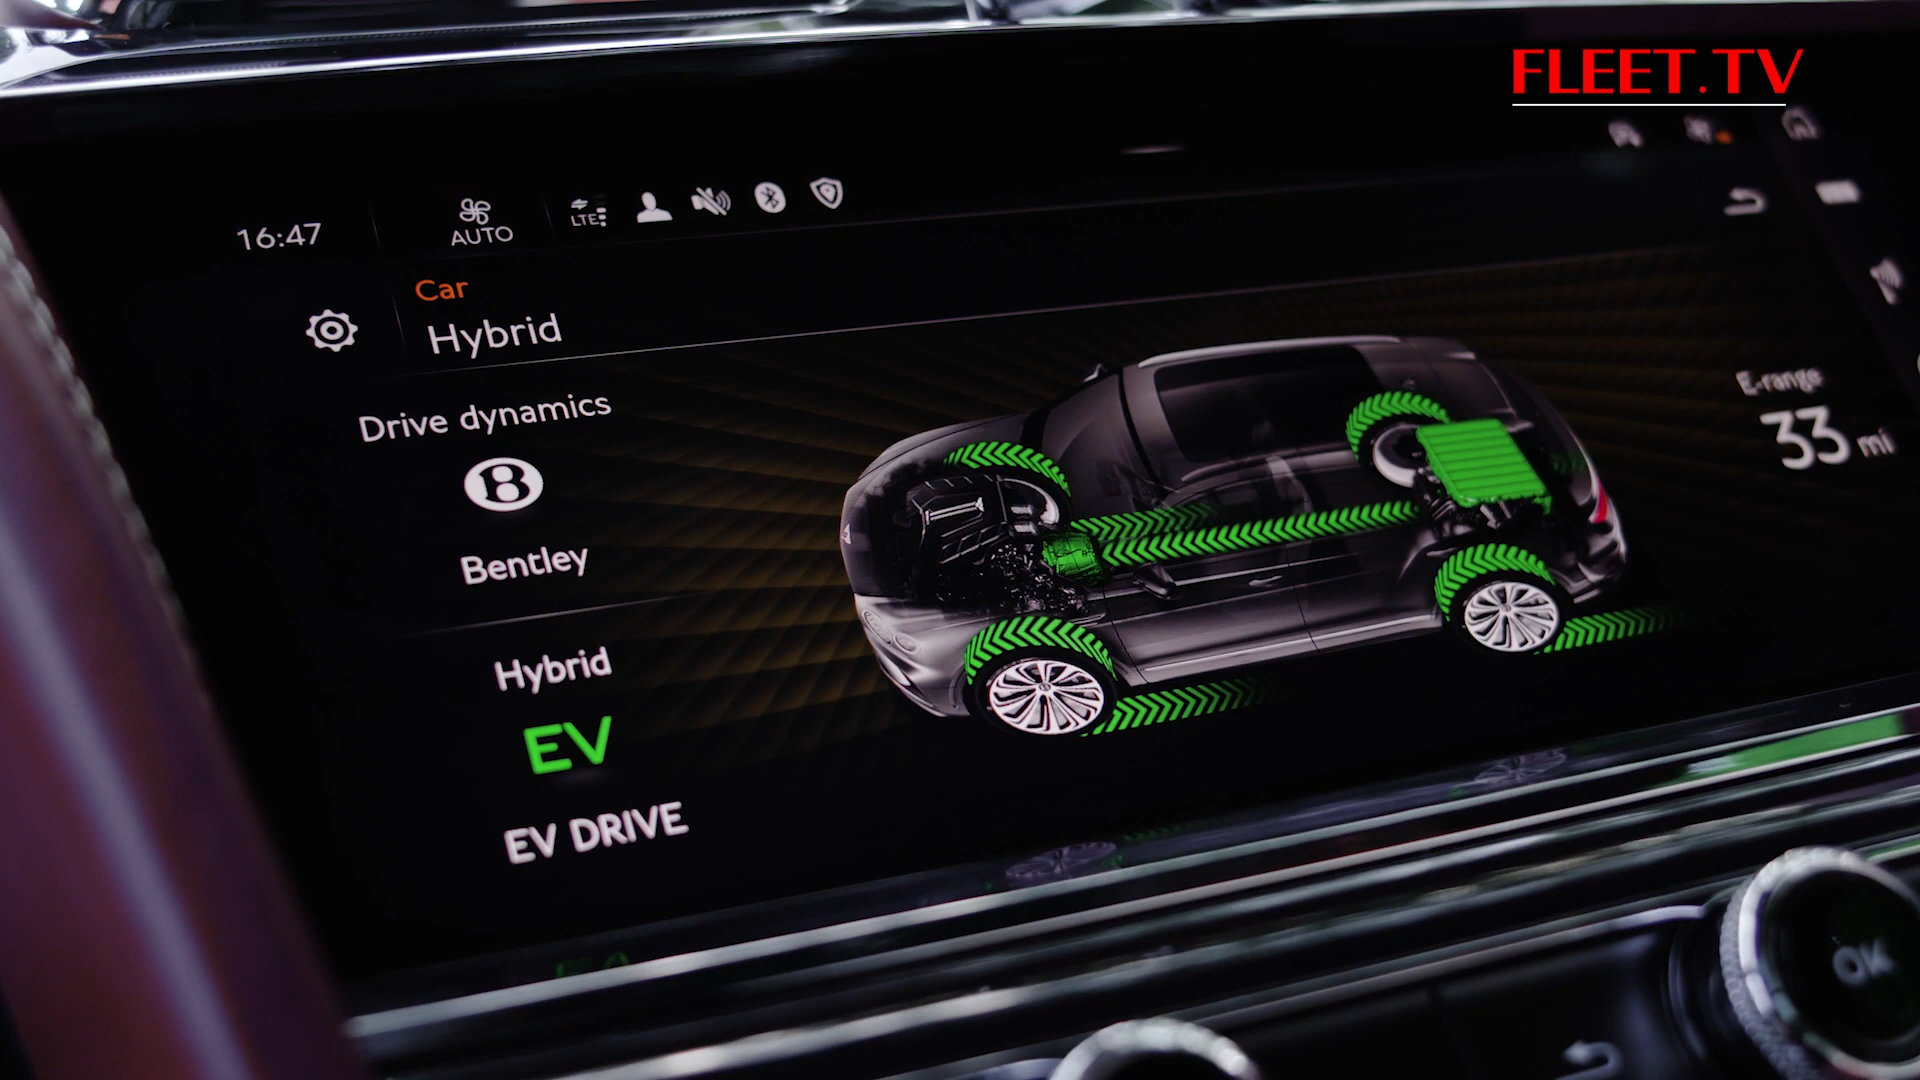 FLEET.TV
16:47
AUTO
LTE
Car
Hybrid
Drive dynamics
B
Bentley
Hybrid
EV
EV DRIVE
E-range
33 mi
OK